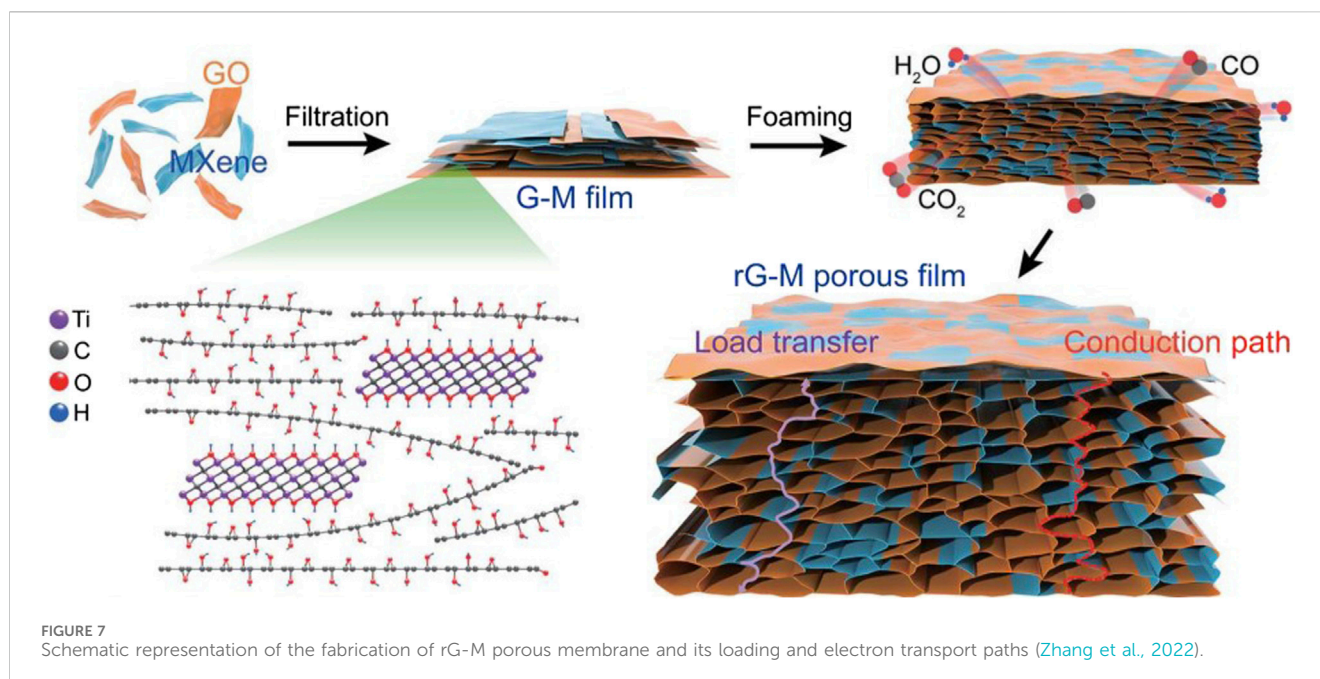 GO
MXene
Filtration
G-M film
Foaming
H₂O
CO
CO₂
Ti
C
O
H
rG-M porous film
Load transfer
Conduction path
FIGURE 7
Schematic representation of the fabrication of rG-M porous membrane and its loading and electron transport paths (Zhang et al., 2022).